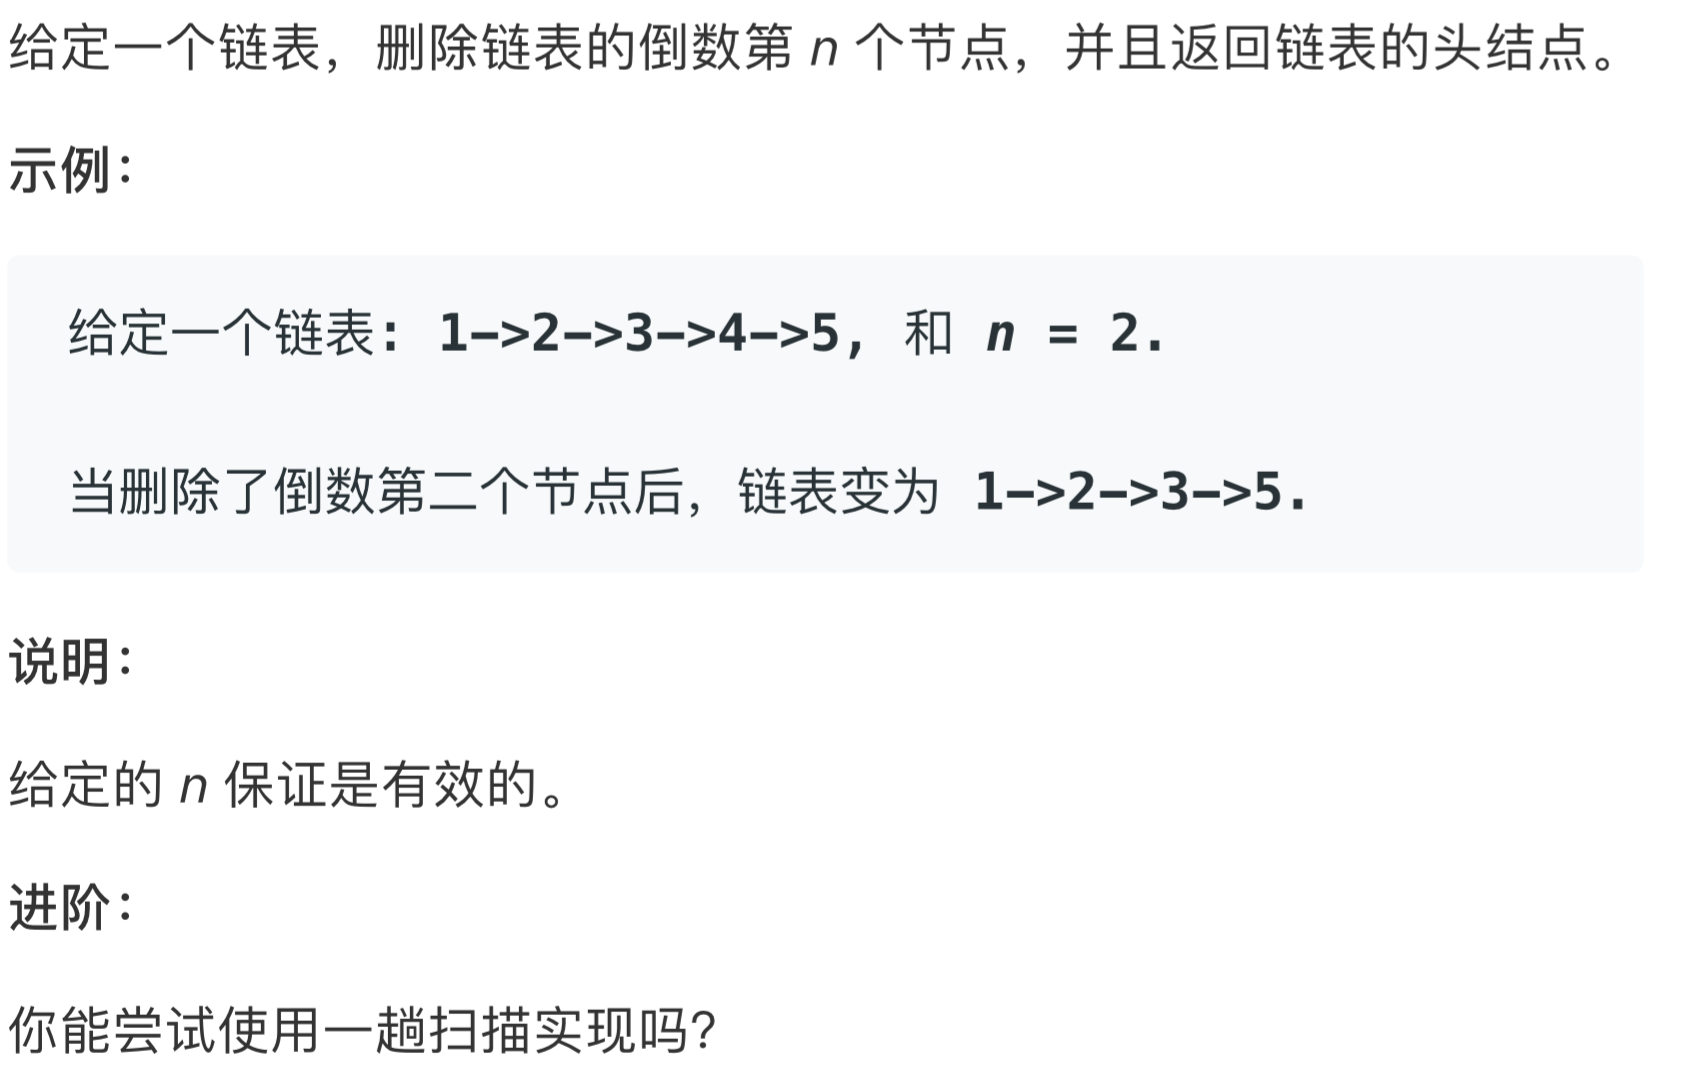 给定一个链表，删除链表的倒数第 n 个节点，并且返回链表的头结点。
示例：
给定一个链表: 1->2->3->4->5, 和 n = 2.
当删除了倒数第二个节点后，链表变为 1->2->3->5.
说明：
给定的 n 保证是有效的。
进阶：
你能尝试使用一趟扫描实现吗？